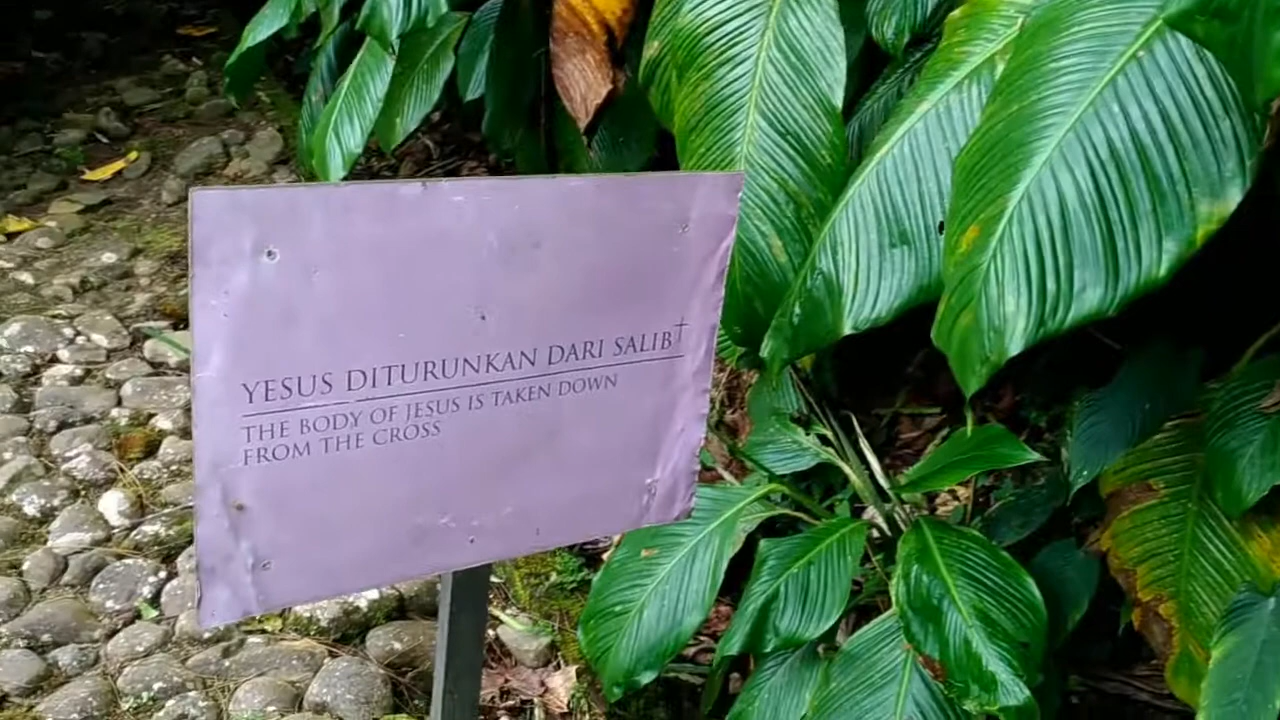 YESUS DITURUNKAN DARI SALIB†
THE BODY OF JESUS IS TAKEN DOWN
FROM THE CROSS